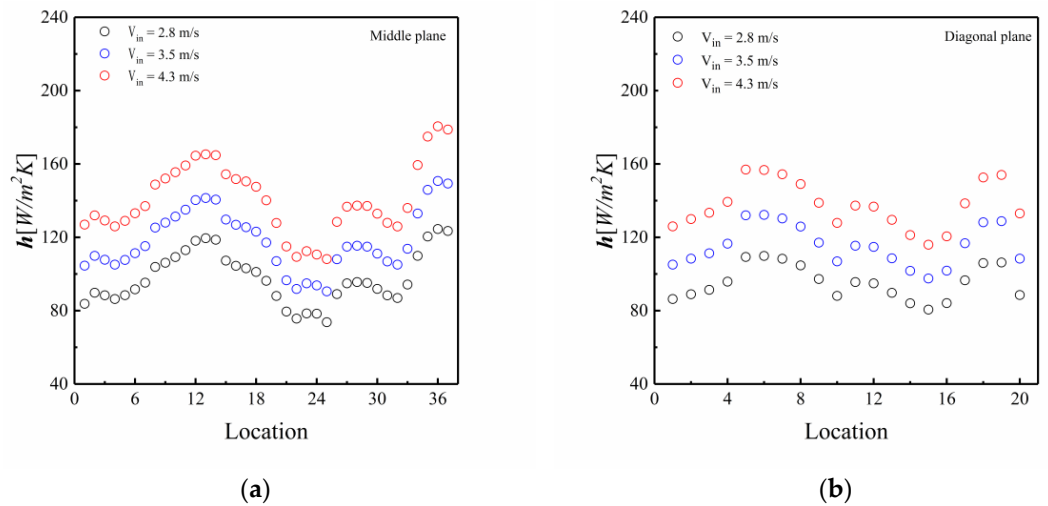 240
200
160
120
80
40
h[W/m²K]
V_in = 2.8 m/s
V_in = 3.5 m/s
V_in = 4.3 m/s
Middle plane
0 6 12 18 24 30 36
Location
(a)
240
200
160
120
80
40
h[W/m²K]
V_in = 2.8 m/s
V_in = 3.5 m/s
V_in = 4.3 m/s
Diagonal plane
0 4 8 12 16 20
Location
(b)